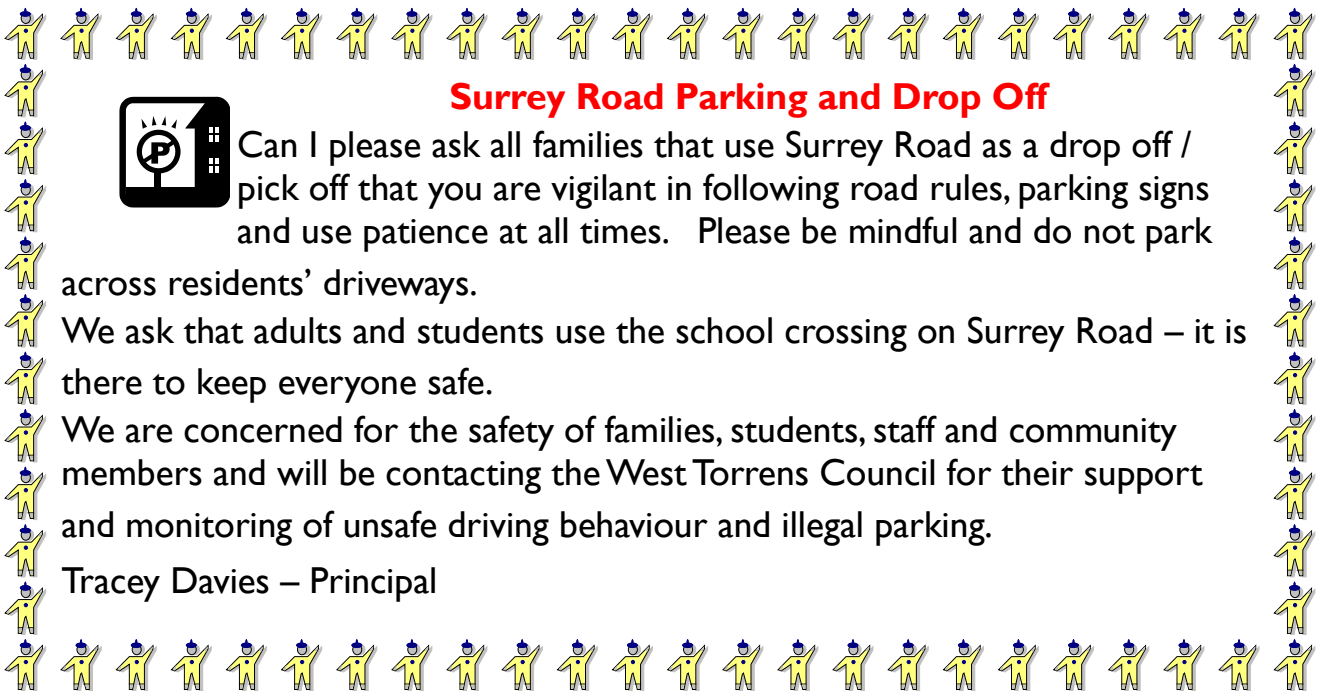 Surrey Road Parking and Drop Off
P
Can I please ask all families that use Surrey Road as a drop off /
pick off that you are vigilant in following road rules, parking signs
and use patience at all times.   Please be mindful and do not park
across residents’ driveways.
We ask that adults and students use the school crossing on Surrey Road – it is
there to keep everyone safe.
We are concerned for the safety of families, students, staff and community
members and will be contacting the West Torrens Council for their support
and monitoring of unsafe driving behaviour and illegal parking.
Tracey Davies – Principal